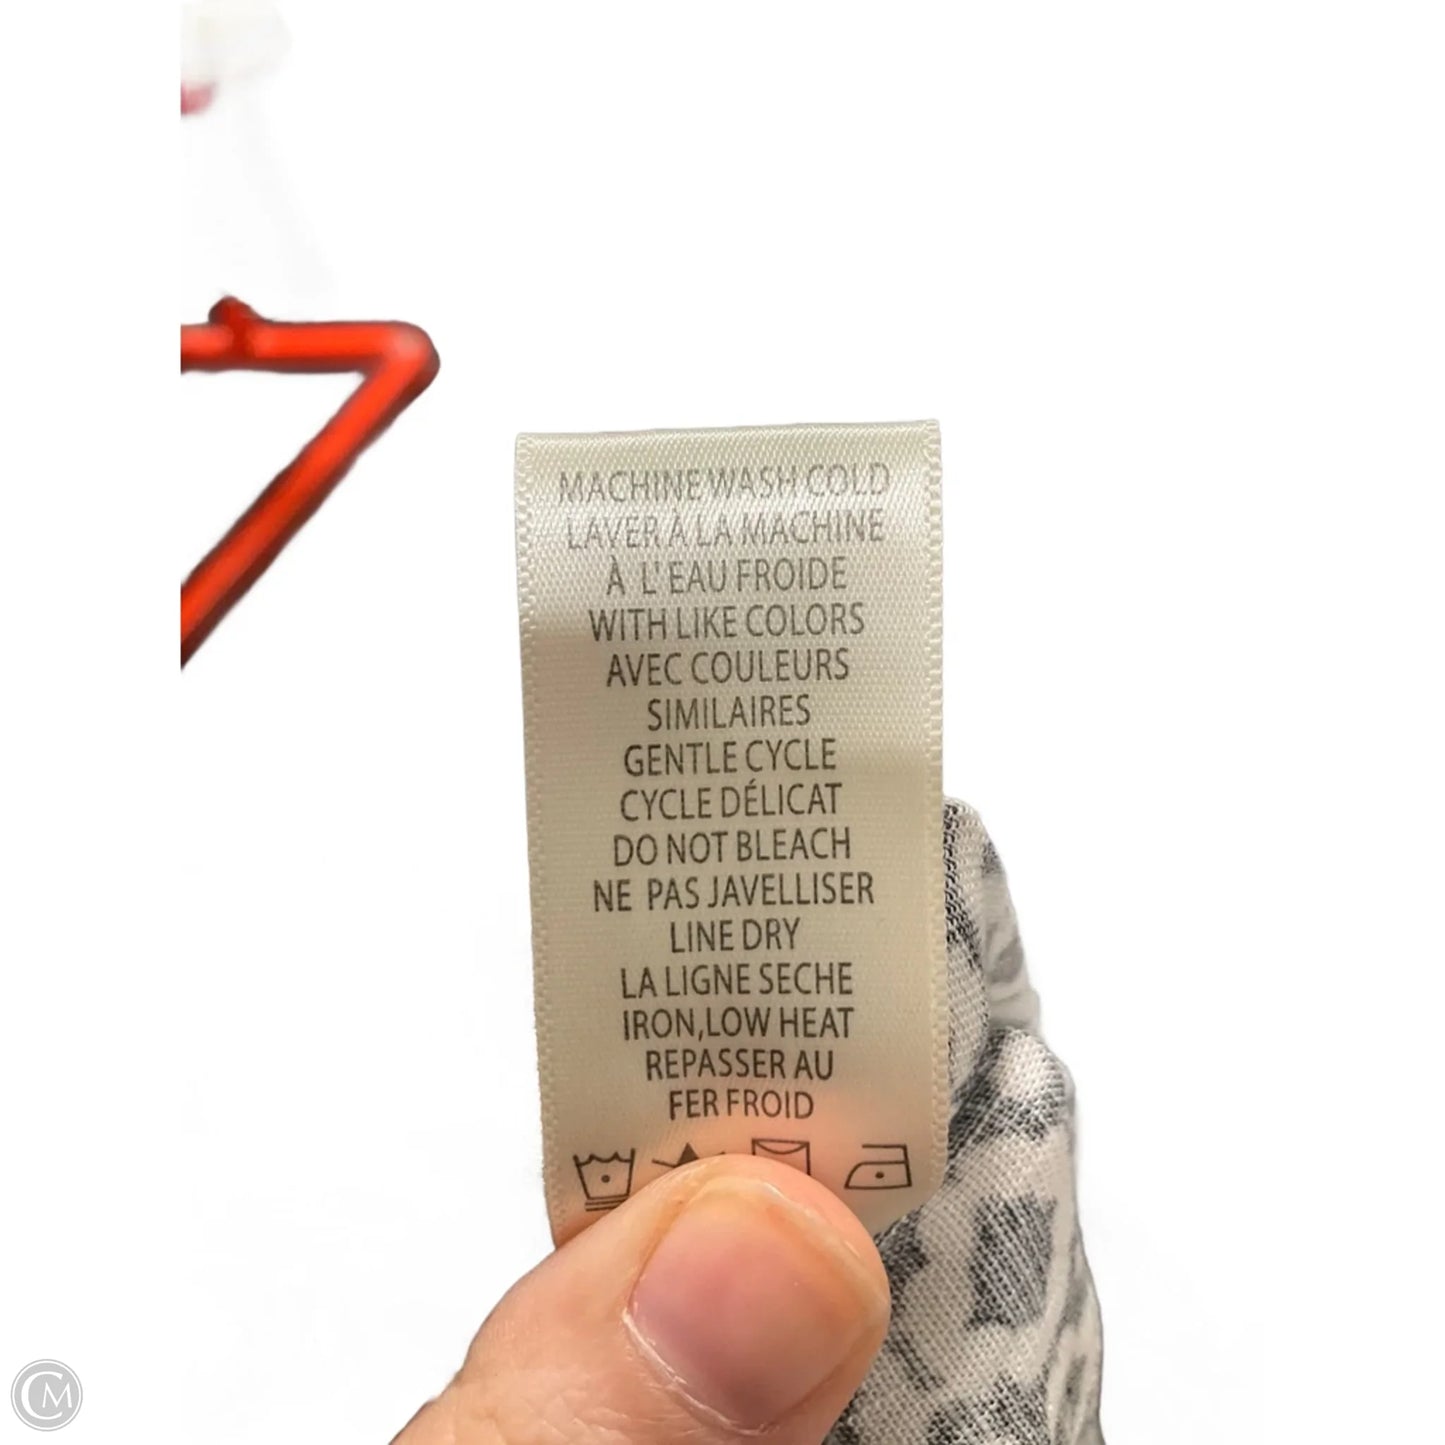 MACHINE WASH COLD
LAVER À LA MACHINE
À L'EAU FROIDE
WITH LIKE COLORS
AVEC COULEURS
SIMILAIRES
GENTLE CYCLE
CYCLE DÉLICAT
DO NOT BLEACH
NE PAS JAVELLISER
LINE DRY
LA LIGNE SECHE
IRON,LOW HEAT
REPASSER AU
FER FROID
CM